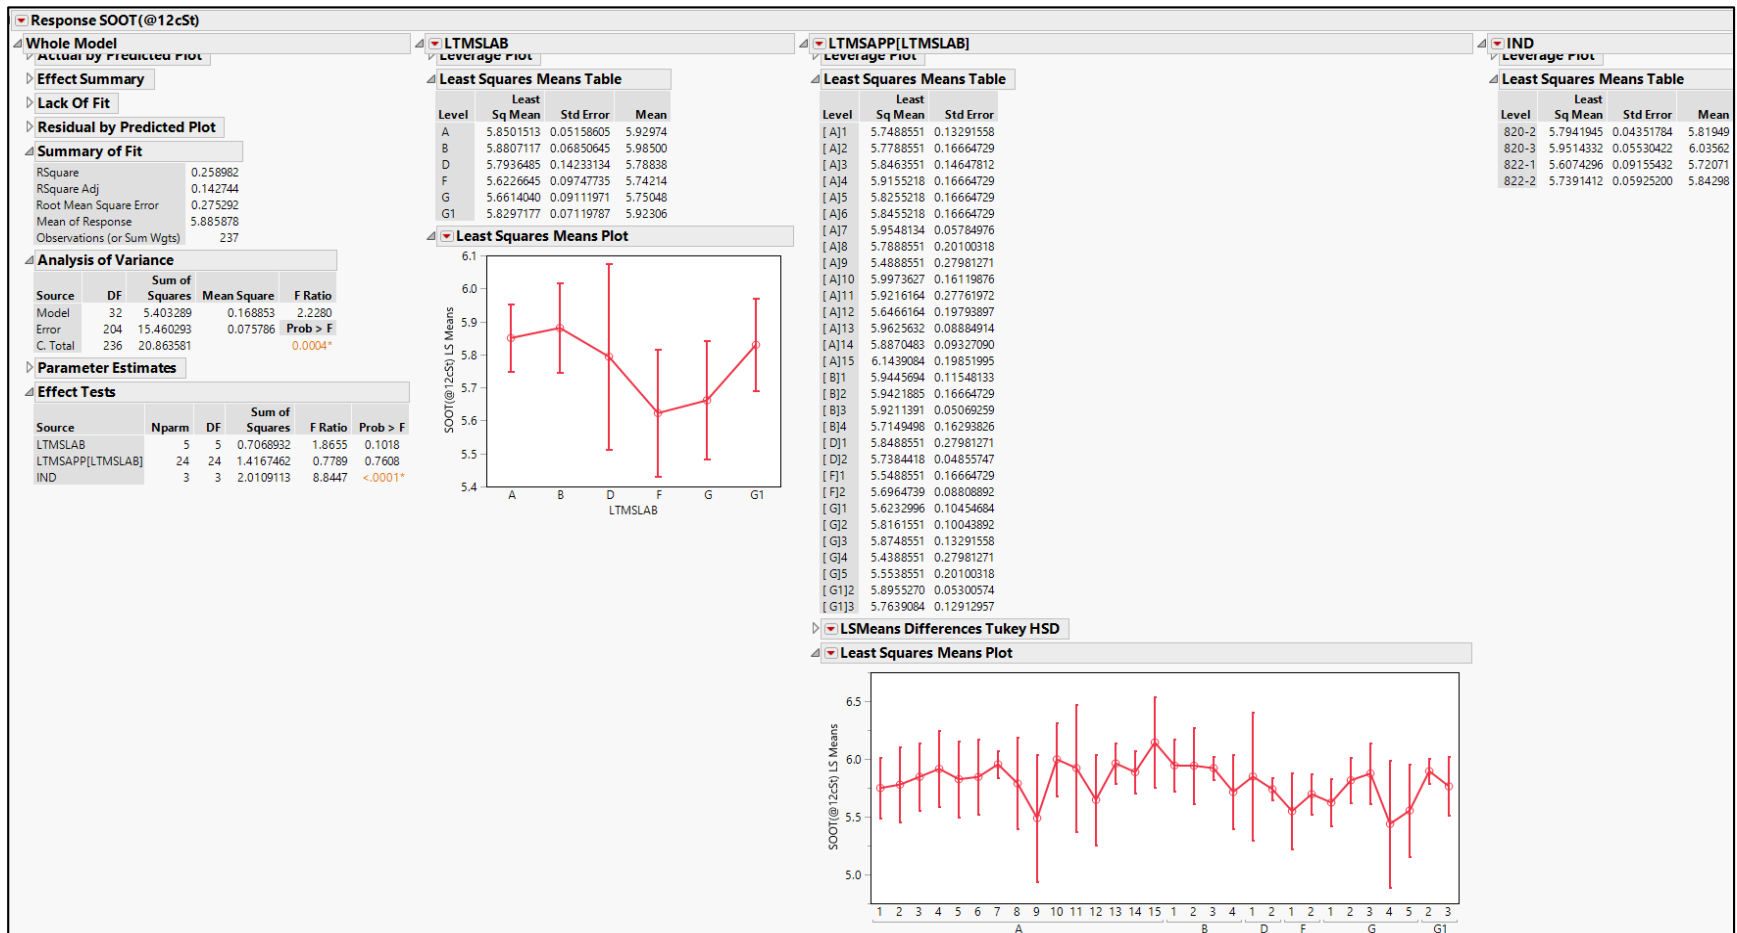 Response SOOT(@12cSt)
Whole Model
Actual by Predicted Plot
Effect Summary
Lack Of Fit
Residual by Predicted Plot
Summary of Fit
RSquare 0.258982
RSquare Adj 0.142744
Root Mean Square Error 0.275292
Mean of Response 5.885878
Observations (or Sum Wgts) 237
Analysis of Variance
Sum of
Source DF Squares Mean Square F Ratio
Model 32 5.403289 0.168853 2.2280
Error 204 15.460293 0.075786 Prob > F
C. Total 236 20.863581 0.0004*
Parameter Estimates
Effect Tests
Sum of
Source Nparm DF Squares F Ratio Prob > F
LTMSLAB 5 5 0.7068932 1.8655 0.1018
LTMSAPP[LTMSLAB] 24 24 1.4167462 0.7789 0.7608
IND 3 3 2.0109113 8.8447 <.0001*
LTMSLAB
Leverage Plot
Least Squares Means Table
Least
Level Sq Mean Std Error Mean
A 5.8501513 0.05158605 5.92974
B 5.8807117 0.06850645 5.98500
D 5.7936485 0.14233134 5.78838
F 5.6226645 0.09747735 5.74214
G 5.6614040 0.09111971 5.75048
G1 5.8297177 0.07119787 5.92306
Least Squares Means Plot
SOOT(@12cSt) LS Means
6.1
6.0
5.9
5.8
5.7
5.6
5.5
5.4
A B D F G G1
LTMSLAB
LTMSAPP[LTMSLAB]
Leverage Plot
Least Squares Means Table
Least
Level Sq Mean Std Error
[ A]1 5.7488551 0.13291558
[ A]2 5.7788551 0.16664729
[ A]3 5.8463551 0.14647812
[ A]4 5.9155218 0.16664729
[ A]5 5.8255218 0.16664729
[ A]6 5.8455218 0.16664729
[ A]7 5.9548134 0.05784976
[ A]8 5.7888551 0.20100318
[ A]9 5.4888551 0.27981271
[ A]10 5.9973627 0.16119876
[ A]11 5.9216164 0.27761972
[ A]12 5.6466164 0.19793897
[ A]13 5.9625632 0.08884914
[ A]14 5.8870483 0.09327090
[ A]15 6.1439084 0.19851995
[ B]1 5.9445694 0.11548133
[ B]2 5.9421885 0.16664729
[ B]3 5.9211391 0.05069259
[ B]4 5.7149498 0.16293826
[ D]1 5.8488551 0.27981271
[ D]2 5.7384418 0.04855747
[ F]1 5.5488551 0.16664729
[ F]2 5.6964739 0.08808892
[ G]1 5.6232996 0.10454684
[ G]2 5.8161551 0.10043892
[ G]3 5.8748551 0.13291558
[ G]4 5.4388551 0.27981271
[ G]5 5.5538551 0.20100318
[ G1]2 5.8955270 0.05300574
[ G1]3 5.7639084 0.12912957
LSMeans Differences Tukey HSD
Least Squares Means Plot
SOOT(@12cSt) LS Means
6.5
6.0
5.5
5.0
1 2 3 4 5 6 7 8 9 10 11 12 13 14 15 1 2 3 4 1 2 1 2 1 2 3 4 5 2 3
A B D F G G1
IND
Leverage Plot
Least Squares Means Table
Least
Level Sq Mean Std Error Mean
820-2 5.7941945 0.04351784 5.81949
820-3 5.9514332 0.05530422 6.03562
822-1 5.6074296 0.09155432 5.72071
822-2 5.7391412 0.05925200 5.84298